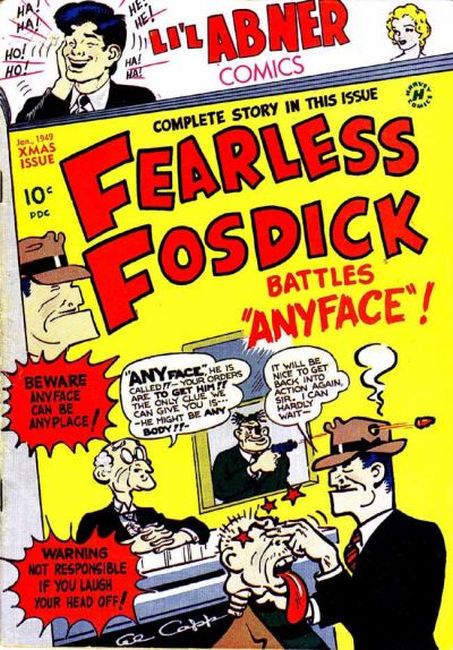 HA!
HA!
HO!
HO!
HE!
HE!
HA!
HA!
LI'L ABNER
COMICS
HARVEY
H
COMICS
COMPLETE STORY IN THIS ISSUE
Jan., 1949
XMAS
ISSUE
10¢
PDC
FEARLESS
FOSDICK
BATTLES
"ANYFACE"!
BEWARE
ANYFACE
CAN BE
ANYPLACE!
"ANYFACE," HE IS
CALLED!!-- YOUR ORDERS
ARE TO GET HIM!!
THE ONLY CLUE WE
CAN GIVE YOU IS---
-HE MIGHT BE ANY
BODY!!--
IT WILL BE
NICE TO GET
BACK INTO
ACTION AGAIN,
SIR. I CAN
HARDLY
WAIT--
?
WARNING
NOT RESPONSIBLE
IF YOU LAUGH
YOUR HEAD OFF!
Al Capp